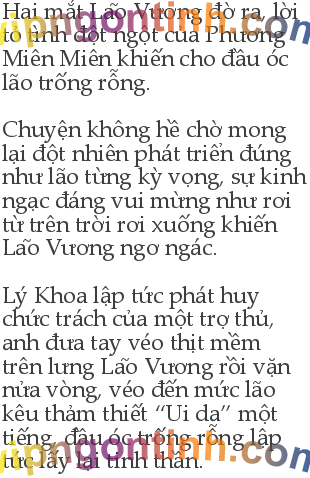 Hai mắt Lão Vương đờ ra, lời
tỏ tình đột ngột của Phương
Miên Miên khiến cho đầu óc
lão trống rỗng.
Chuyện không hề chờ mong
lại đột nhiên phát triển đúng
như lão từng kỳ vọng, sự kinh
ngạc đáng vui mừng như rơi
từ trên trời rơi xuống khiến
Lão Vương ngơ ngác.
Lý Khoa lập tức phát huy
chức trách của một trợ thủ,
anh đưa tay véo thịt mềm
trên lưng Lão Vương rồi vặn
nửa vòng, véo đến mức lão
kêu thảm thiết “Ui da” một
tiếng, đầu óc trống rỗng lập
tức lấy lại tinh thần.
vipngontinh.com
vipngontinh.com